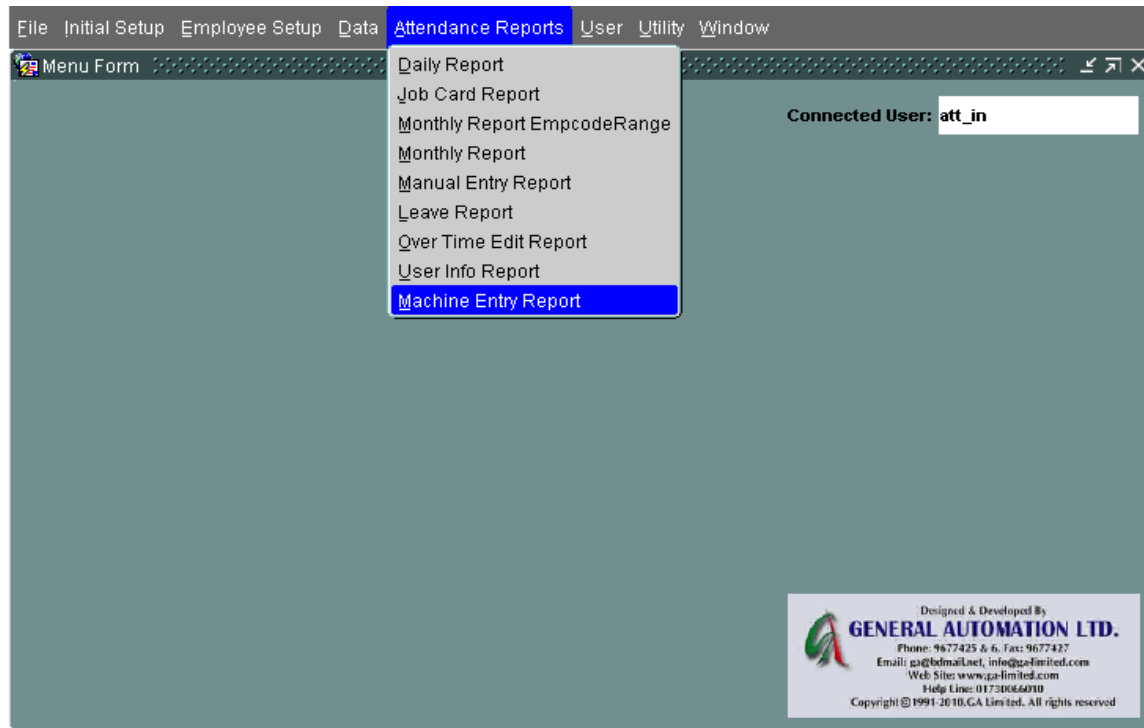 File Initial Setup Employee Setup Data Attendance Reports User Utility Window
Menu Form
Daily Report
Job Card Report
Monthly Report EmpcodeRange
Monthly Report
Manual Entry Report
Leave Report
Over Time Edit Report
User Info Report
Machine Entry Report
Connected User: att_in
Designed & Developed By
GENERAL AUTOMATION LTD.
Phone: 9677425 & 6. Fax: 9677427
Email: ga@bdmail.net, info@ga-limited.com
Web Site: www.ga-limited.com
Help Line: 01730066010
Copyright © 1991-2010.GA Limited. All rights reserved